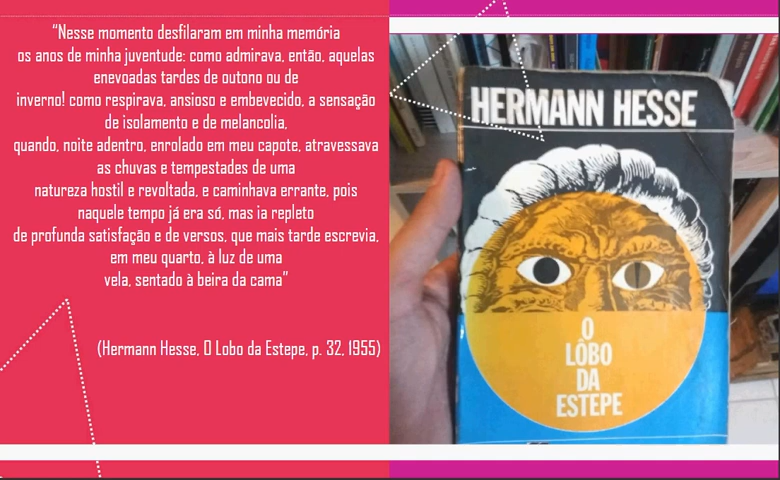 “Nesse momento desfilaram em minha memória
os anos de minha juventude: como admirava, então, aquelas
enevoadas tardes de outono ou de
inverno! como respirava, ansioso e embevecido, a sensação
de isolamento e de melancolia,
quando, noite adentro, enrolado em meu capote, atravessava
as chuvas e tempestades de uma
natureza hostil e revoltada, e caminhava errante, pois
naquele tempo já era só, mas ia repleto
de profunda satisfação e de versos, que mais tarde escrevia,
em meu quarto, à luz de uma
vela, sentado à beira da cama”
(Hermann Hesse, O Lobo da Estepe, p. 32, 1955)
HERMANN HESSE
O
LÔBO
DA
ESTEPE